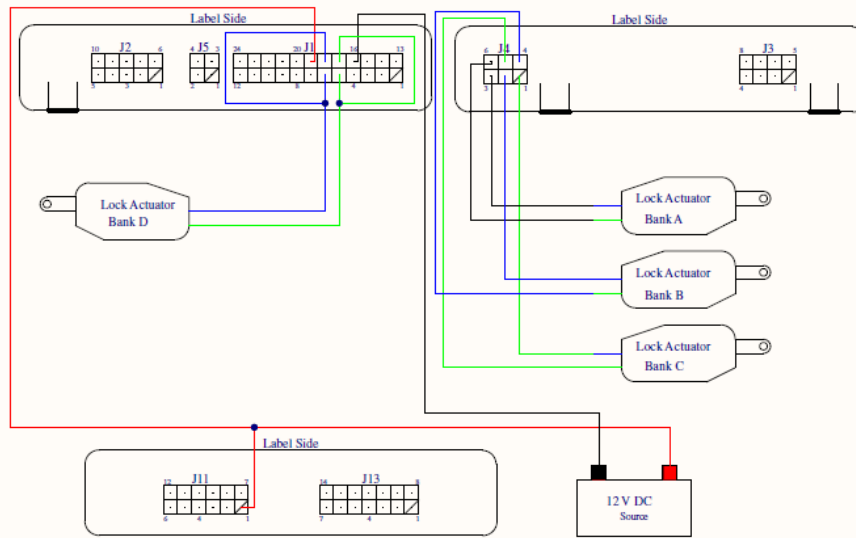 Label Side
J2
J5
J1
10
6
4
3
24
20
16
13
5
3
1
2
1
12
8
4
1
Label Side
J4
J3
6
4
8
5
3
1
4
1
Lock Actuator
Bank D
Lock Actuator
Bank A
Lock Actuator
Bank B
Lock Actuator
Bank C
Label Side
J11
J13
12
7
14
8
6
4
1
7
4
1
12 V DC
Source